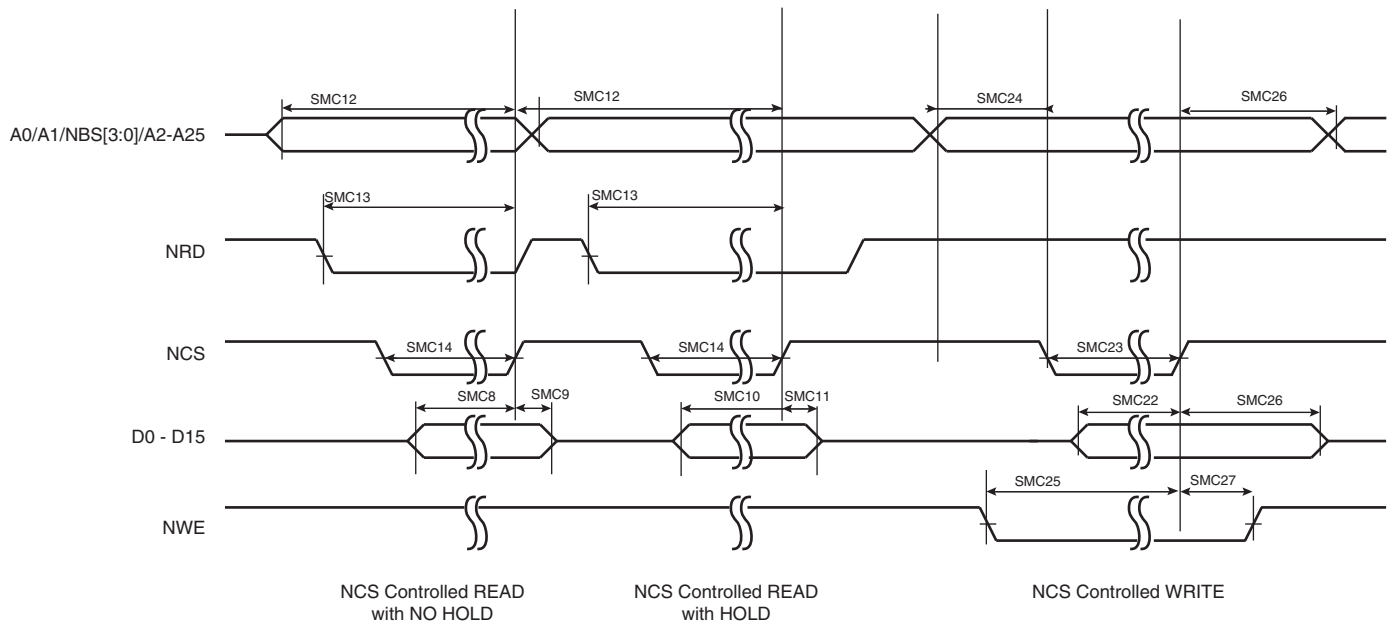 SMC12
SMC12
SMC24
SMC26
A0/A1/NBS[3:0]/A2-A25
SMC13
SMC13
NRD
SMC14
SMC14
SMC23
NCS
SMC8
SMC9
SMC10
SMC11
SMC22
SMC26
D0 - D15
SMC25
SMC27
NWE
NCS Controlled READ
with NO HOLD
NCS Controlled READ
with HOLD
NCS Controlled WRITE